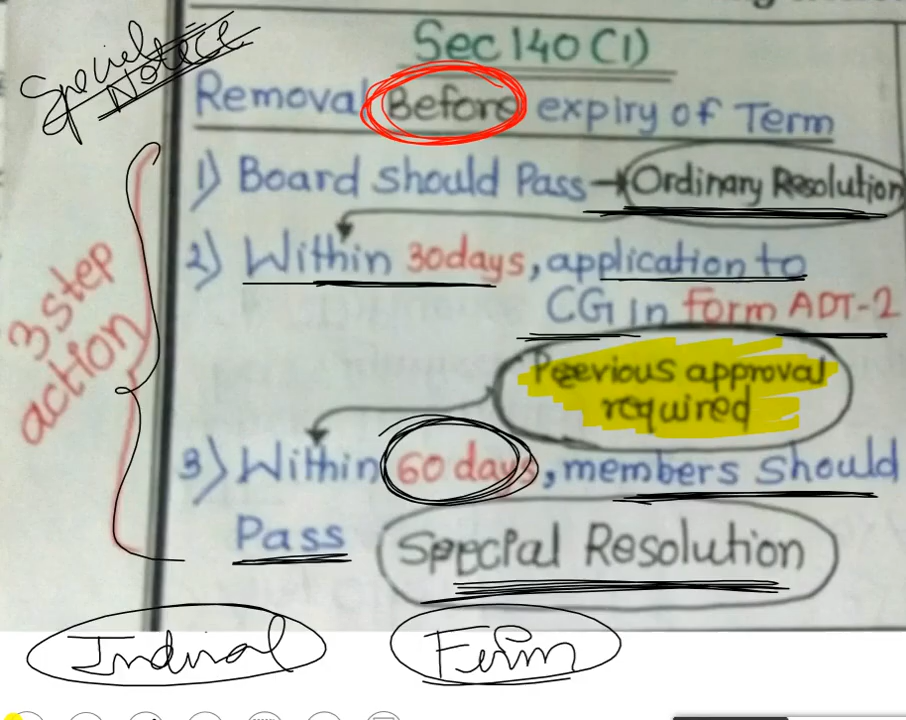 Special
Notice
Sec 140 (1)
Removal Before expiry of Term
1) Board should Pass → Ordinary Resolution
2) Within 30days, application to
CG in form ADT-2
Previous approval
required
3) Within 60 days, members should
Pass Special Resolution
3 step
action
Firm